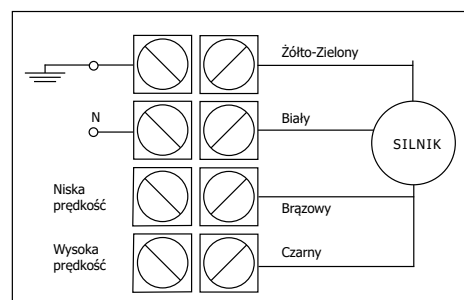 Żółto-Zielony
N
Biały
SILNIK
Niska
prędkość
Brązowy
Wysoka
prędkość
Czarny